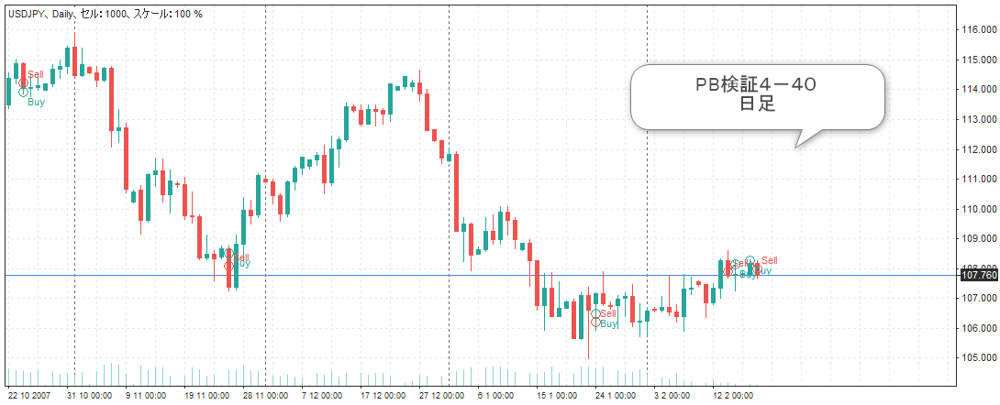 USDJPY、Daily、セル: 1000、スケール: 100 %
116.000
115.000
114.000
113.000
112.000
111.000
110.000
109.000
107.760
107.000
106.000
105.000
PB検証4－40
日足
Sell
Buy
Sell
Buy
Sell
Buy
Sell
Buy
Sell
Buy
22 10 2007
31 10 00:00
9 11 00:00
19 11 00:00
28 11 00:00
7 12 00:00
17 12 00:00
27 12 00:00
6 1 00:00
15 1 00:00
24 1 00:00
3 2 00:00
12 2 00:00